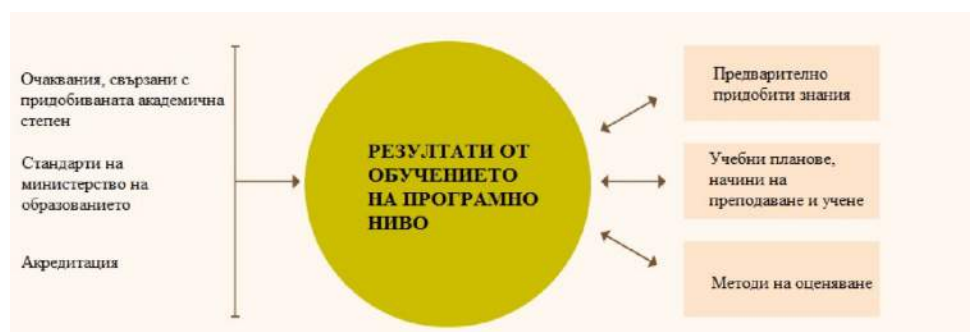 Очаквания, свързани с
придобиваната академична
степен
Стандарти на
министерство на
образованието
Акредитация
РЕЗУЛТАТИ ОТ
ОБУЧЕНИЕТО
НА ПРОГРАМНО
НИВО
Предварително
придобити знания
Учебни планове,
начини на
преподаване и учене
Методи на оценяване